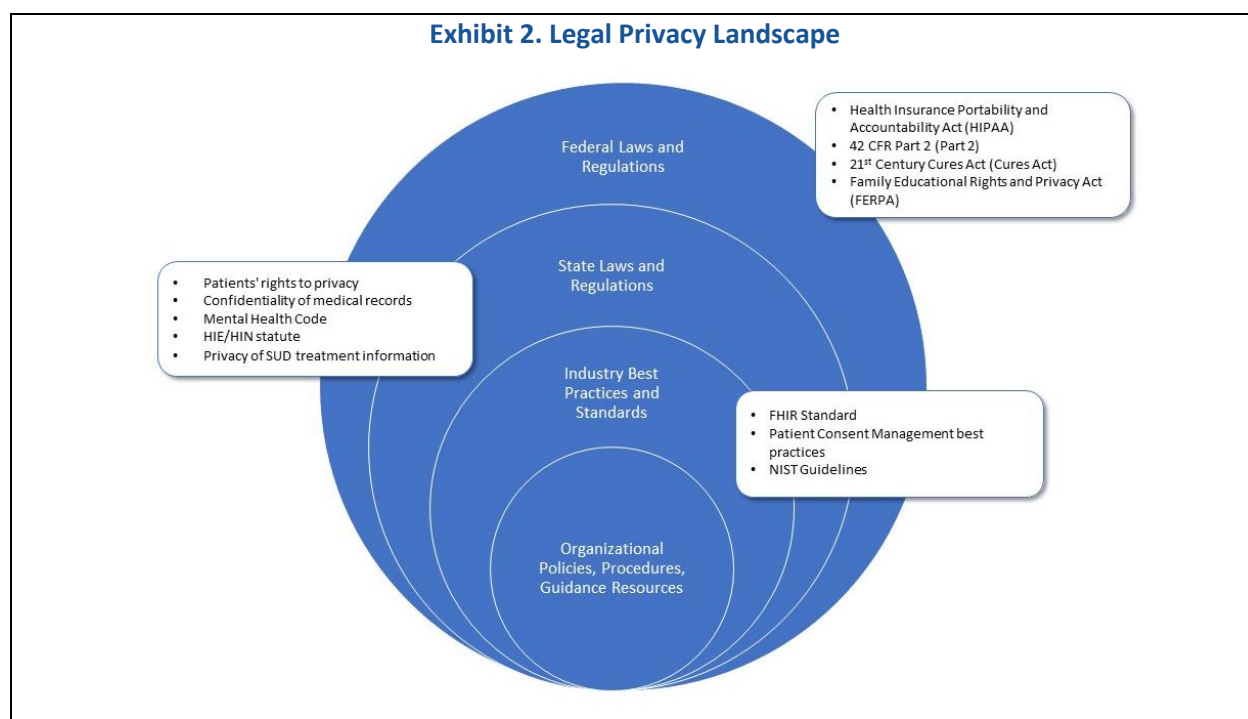 Exhibit 2. Legal Privacy Landscape
Federal Laws and
Regulations
• Health Insurance Portability and
Accountability Act (HIPAA)
• 42 CFR Part 2 (Part 2)
• 21st Century Cures Act (Cures Act)
• Family Educational Rights and Privacy Act
(FERPA)
State Laws and
Regulations
• Patients' rights to privacy
• Confidentiality of medical records
• Mental Health Code
• HIE/HIN statute
• Privacy of SUD treatment information
Industry Best
Practices and
Standards
• FHIR Standard
• Patient Consent Management best
practices
• NIST Guidelines
Organizational
Policies, Procedures,
Guidance Resources